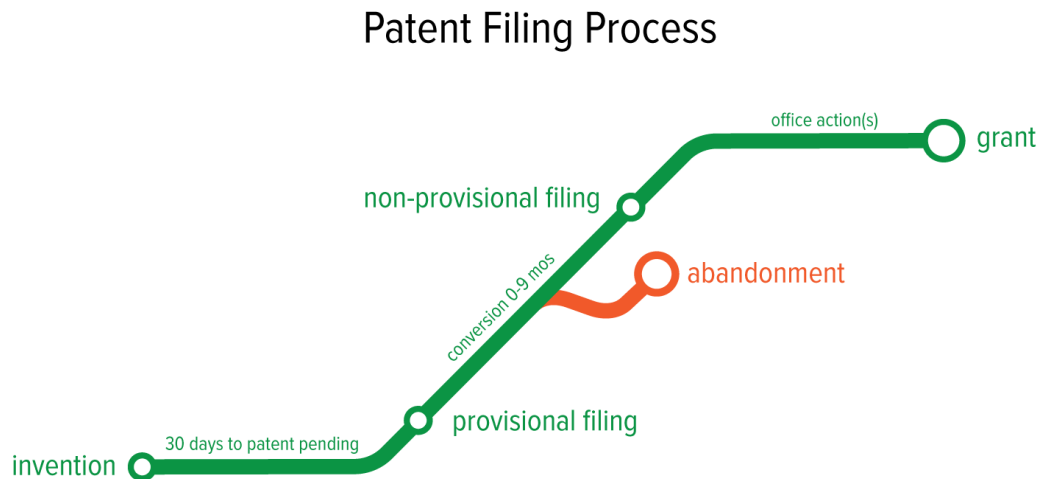 Patent Filing Process
office action(s)
grant
non-provisional filing
abandonment
conversion 0-9 mos
provisional filing
30 days to patent pending
invention